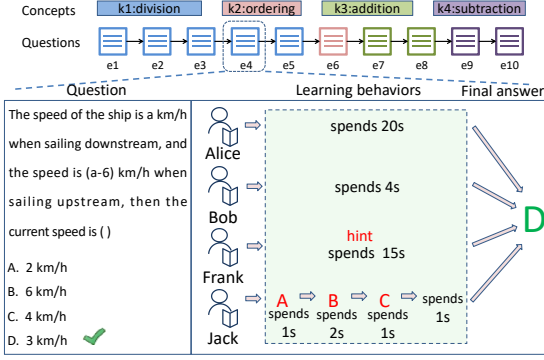 Concepts
k1:division
k2:ordering
k3:addition
k4:subtraction
Questions
e1 e2 e3 e4 e5 e6 e7 e8 e9 e10
Question
Learning behaviors
Final answer
The speed of the ship is a km/h
when sailing downstream, and
the speed is (a-6) km/h when
sailing upstream, then the
current speed is ( )
A. 2 km/h
B. 6 km/h
C. 4 km/h
D. 3 km/h
Alice
spends 20s
Bob
spends 4s
Frank
hint
spends 15s
Jack
A
spends
1s
B
spends
2s
C
spends
1s
spends
1s
D